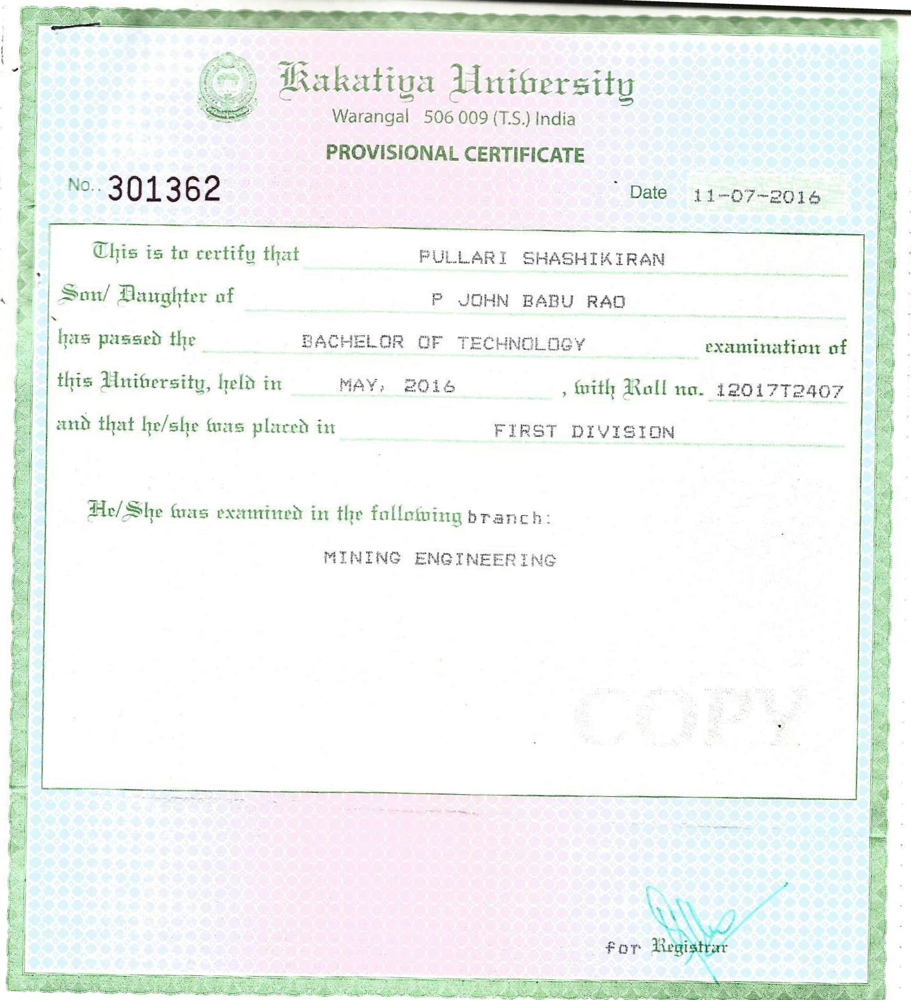 Kakatiya University
Warangal 506 009 (T.S.) India
PROVISIONAL CERTIFICATE
No.. 301362 Date 11-07-2016
This is to certify that PULLARI SHASHIKIRAN
Son/ Daughter of P JOHN BABU RAO
has passed the BACHELOR OF TECHNOLOGY examination of
this University, held in MAY, 2016 , with Roll no. 12017T2407
and that he/she was placed in FIRST DIVISION
He/She was examined in the following branch:
MINING ENGINEERING
COPY
for Registrar